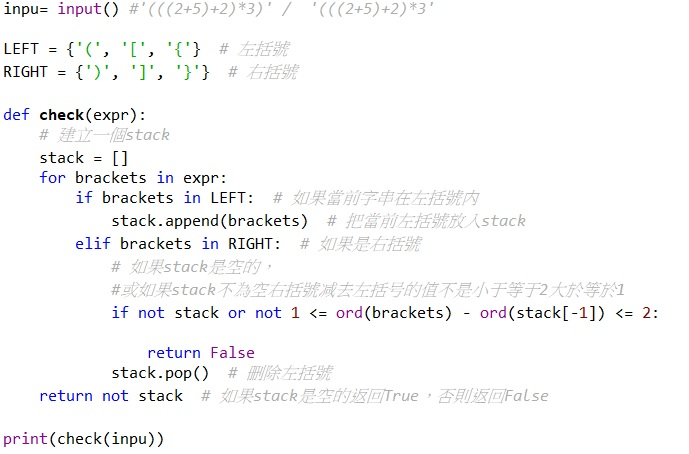 inpu= input() #'(((2+5)+2)*3)' /  '(((2+5)+2)*3'
LEFT = {'(', '[', '{'}  # 左括號
RIGHT = {')', ']', '}'}  # 右括號
def check(expr):
    # 建立一個stack
    stack = []
    for brackets in expr:
        if brackets in LEFT:  # 如果當前字串在左括號內
            stack.append(brackets)  # 把當前左括號放入stack
        elif brackets in RIGHT:  # 如果是右括號
            # 如果stack是空的，
            #或如果stack不為空右括號减去左括号的值不是小于等于2大於等於1
            if not stack or not 1 <= ord(brackets) - ord(stack[-1]) <= 2:
                return False
            stack.pop()  # 删除左括號
    return not stack  # 如果stack是空的返回True，否則返回False
print(check(inpu))